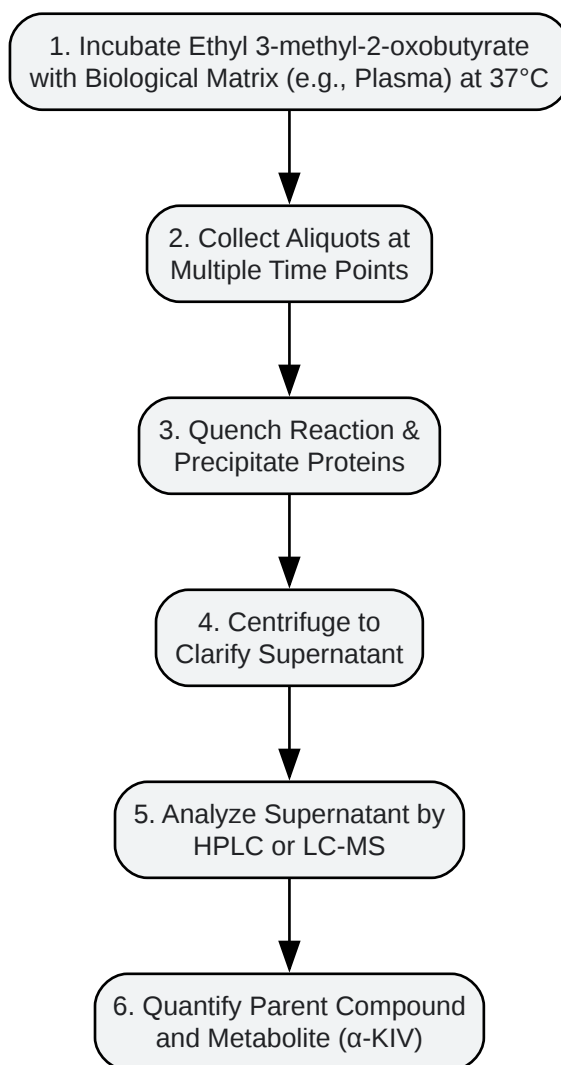 1. Incubate Ethyl 3-methyl-2-oxobutyrate
with Biological Matrix (e.g., Plasma) at 37°C
2. Collect Aliquots at
Multiple Time Points
3. Quench Reaction &
Precipitate Proteins
4. Centrifuge to
Clarify Supernatant
5. Analyze Supernatant by
HPLC or LC-MS
6. Quantify Parent Compound
and Metabolite (α-KIV)